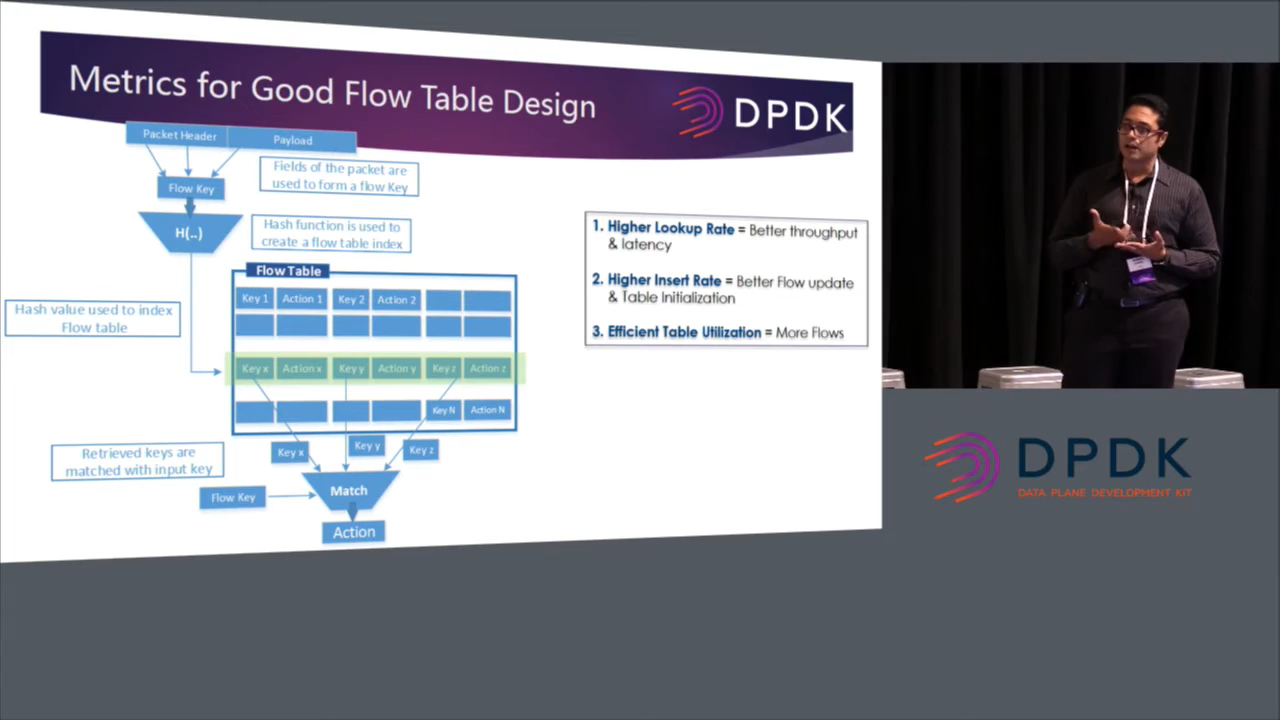 Metrics for Good Flow Table Design
DPDK
Packet Header
Payload
Fields of the packet are
used to form a flow Key
Flow Key
H(..)
Hash function is used to
create a flow table index
Flow Table
Key 1 Action 1 Key 2 Action 2
Hash value used to index
Flow table
Key x Action x Key y Action y Key z Action z
Key N Action N
Key x
Key y
Key z
Retrieved keys are
matched with input key
Flow Key
Match
Action
1. Higher Lookup Rate = Better throughput
& latency
2. Higher Insert Rate = Better Flow update
& Table Initialization
3. Efficient Table Utilization = More Flows
DPDK
DATA PLANE DEVELOPMENT KIT